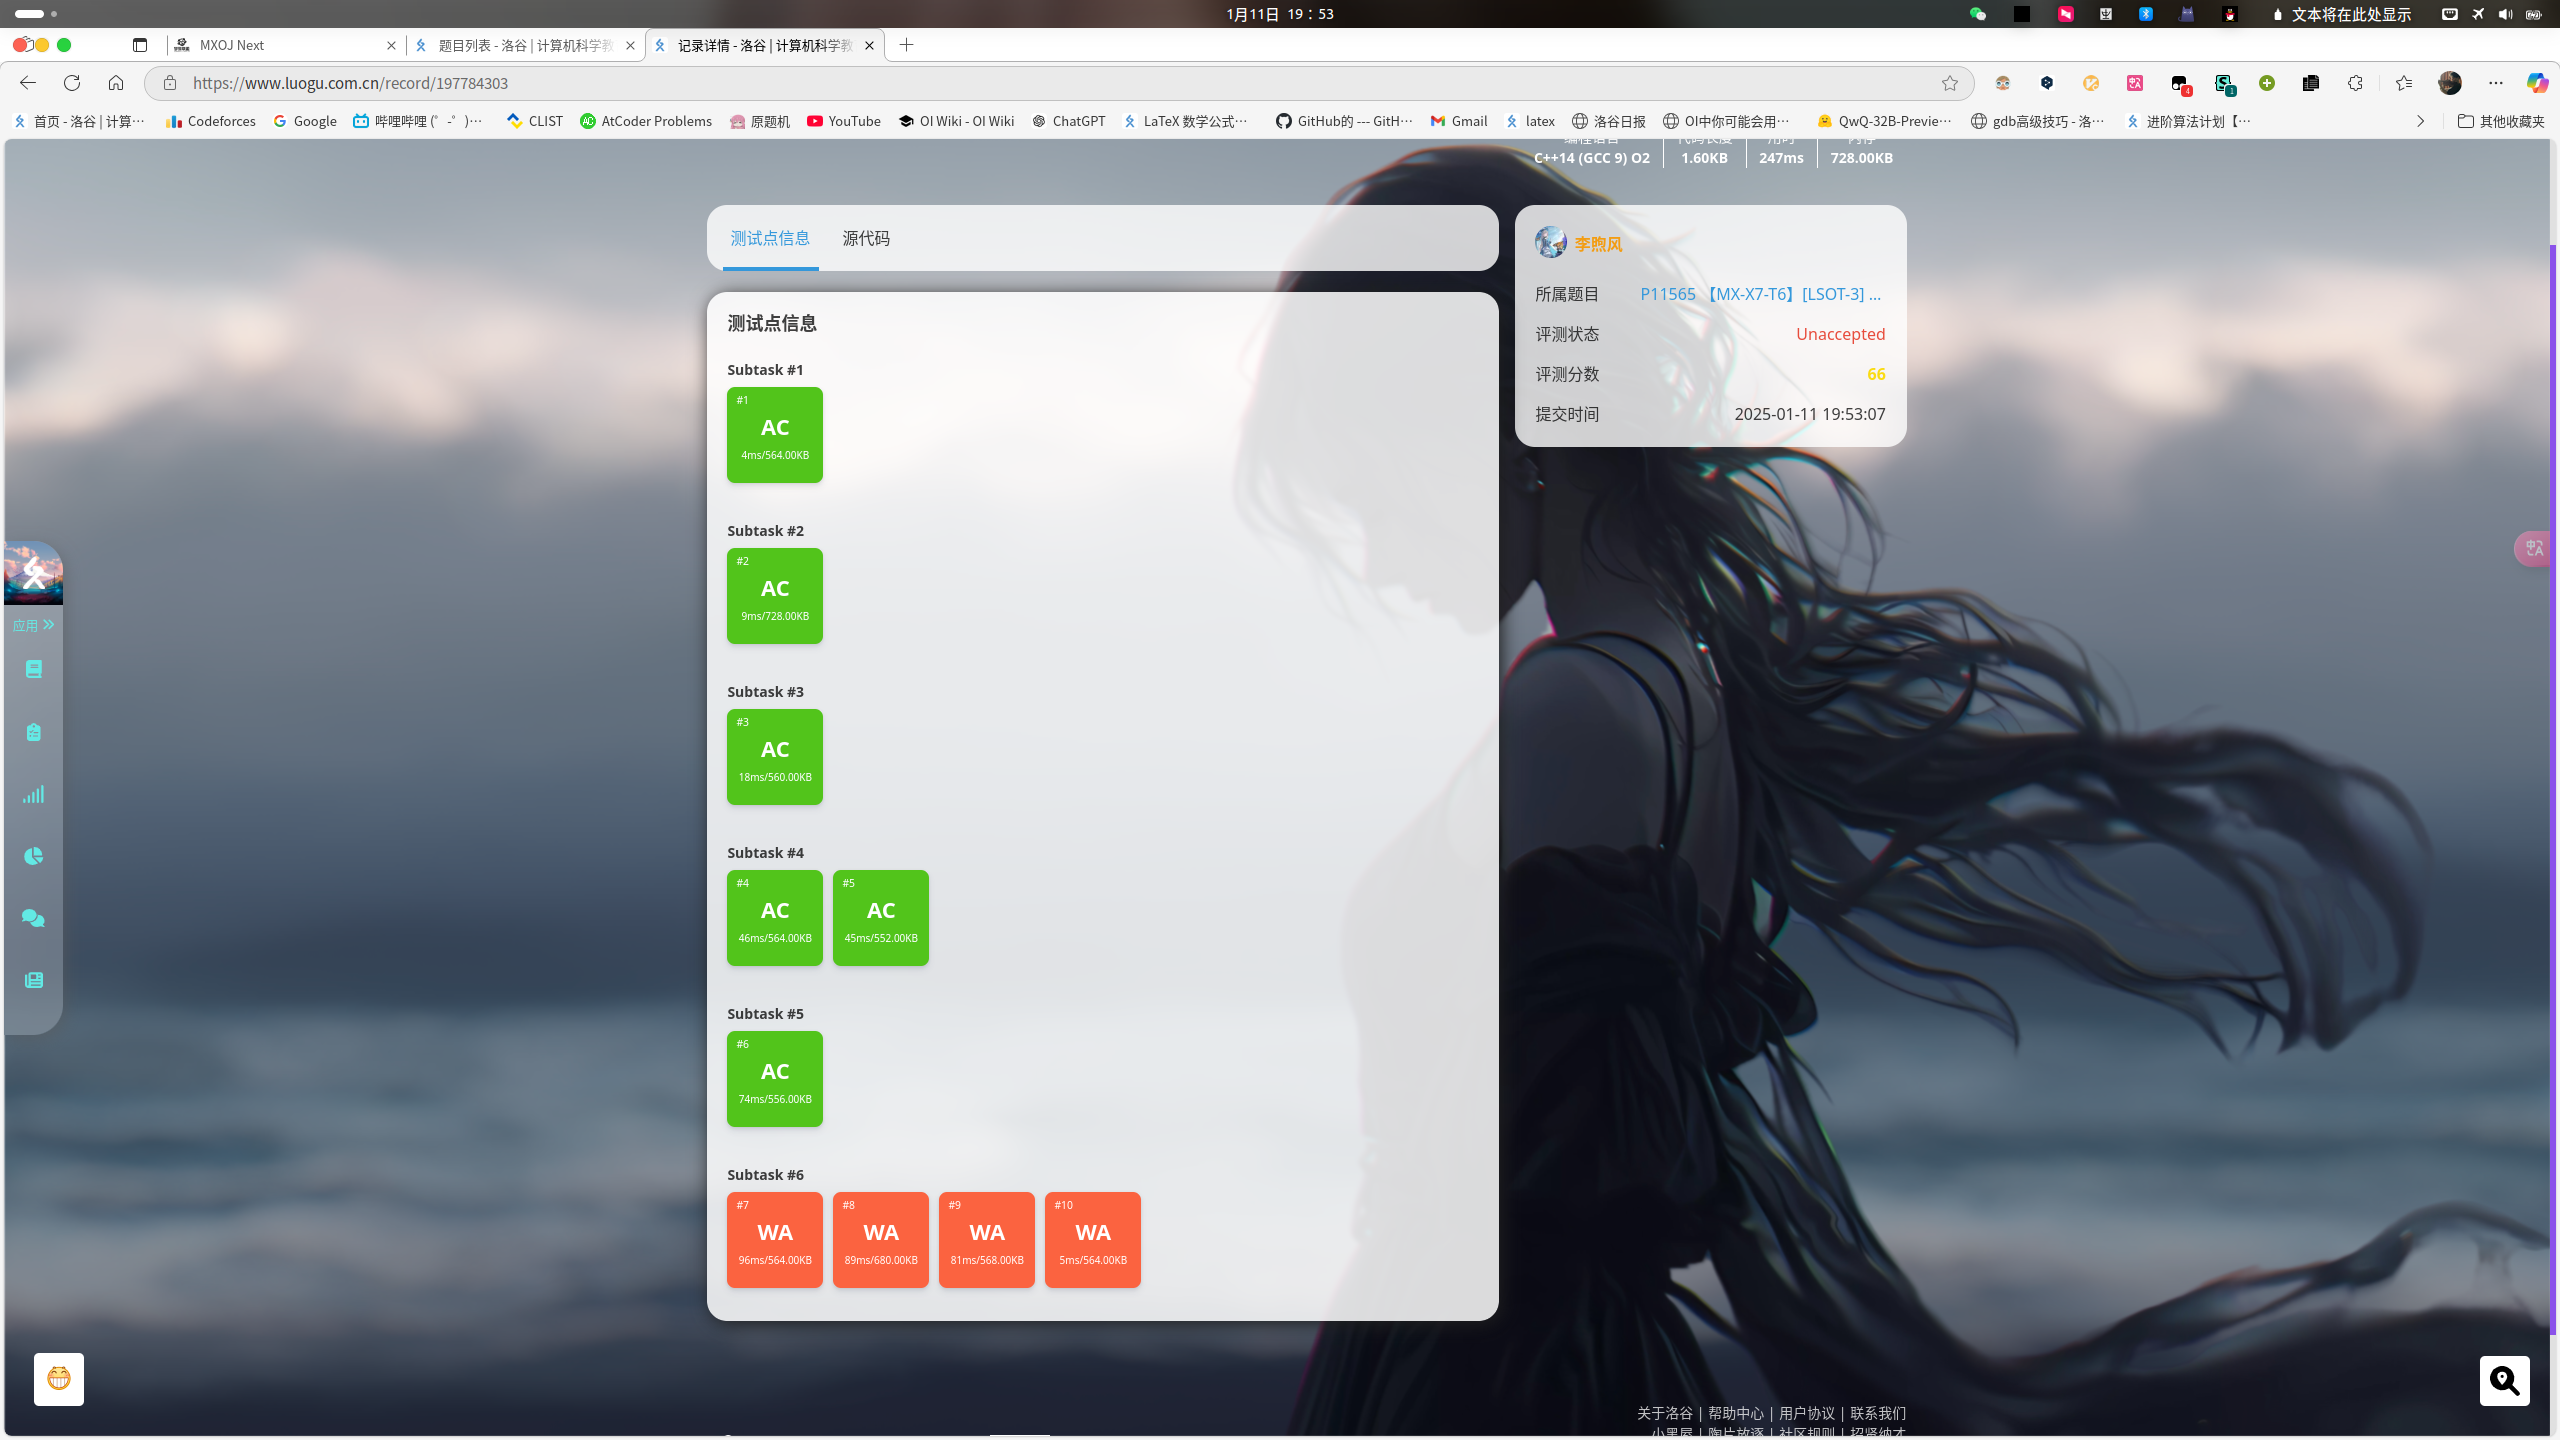 1月11日 19：53
文本将在此处显示
MXOJ Next
题目列表 - 洛谷 | 计算机科学教
记录详情 - 洛谷 | 计算机科学教
https://www.luogu.com.cn/record/197784303
首页 - 洛谷 | 计算…
Codeforces
Google
哔哩哔哩 (゜-゜)…
CLIST
AtCoder Problems
原题机
YouTube
OI Wiki - OI Wiki
ChatGPT
LaTeX 数学公式…
GitHub的 --- GitH…
Gmail
latex
洛谷日报
OI中你可能会用…
QwQ-32B-Previe…
gdb高级技巧 - 洛…
进阶算法计划【…
其他收藏夹
C++14 (GCC 9) O2
1.60KB
247ms
728.00KB
测试点信息
源代码
李煦风
所属题目
P11565 【MX-X7-T6】[LSOT-3] ...
评测状态
Unaccepted
评测分数
66
提交时间
2025-01-11 19:53:07
测试点信息
Subtask #1
#1
AC
4ms/564.00KB
Subtask #2
#2
AC
9ms/728.00KB
Subtask #3
#3
AC
18ms/560.00KB
Subtask #4
#4
AC
46ms/564.00KB
#5
AC
45ms/552.00KB
Subtask #5
#6
AC
74ms/556.00KB
Subtask #6
#7
WA
96ms/564.00KB
#8
WA
89ms/680.00KB
#9
WA
81ms/568.00KB
#10
WA
5ms/564.00KB
应用
关于洛谷 | 帮助中心 | 用户协议 | 联系我们
小黑屋 | 陶片放逐 | 社区规则 | 招贤纳才